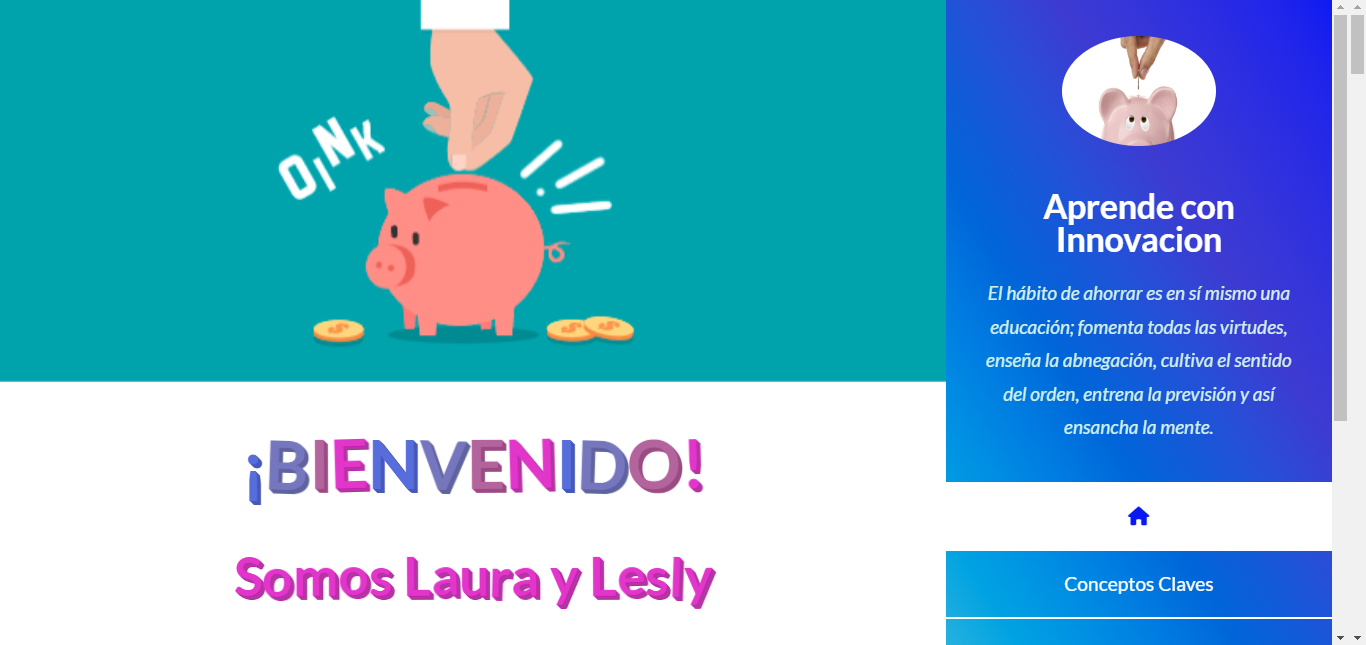 OINK
¡BIENVENIDO!
Somos Laura y Lesly
Aprende con
Innovacion
El hábito de ahorrar es en sí mismo una
educación; fomenta todas las virtudes,
enseña la abnegación, cultiva el sentido
del orden, entrena la previsión y así
ensancha la mente.
Conceptos Claves